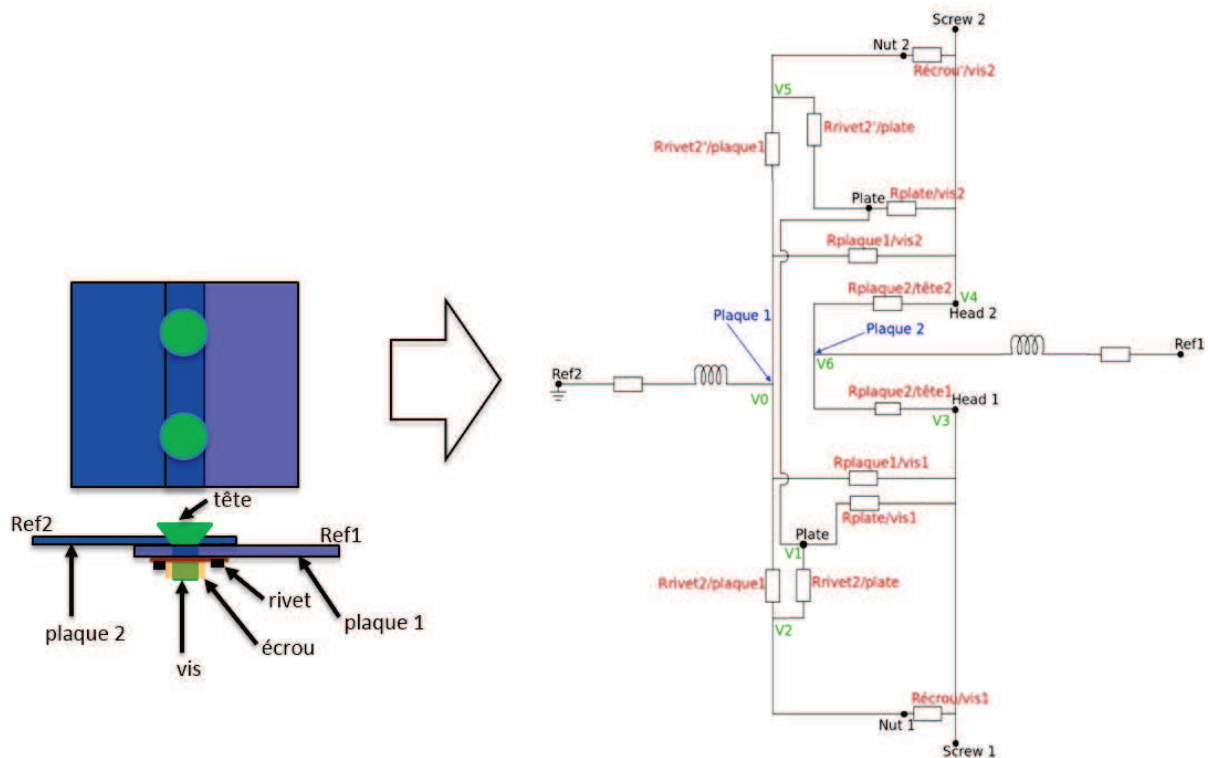 tête
Ref2
Ref1
rivet
plaque 2
plaque 1
écrou
vis
Screw 2
Nut 2
Récrou'/vis2
V5
Rrivet2'/plate
Rrivet2'/plaque1
Plate
Rplate/vis2
Rplaque1/vis2
Rplaque2/tête2
V4
Head 2
Plaque 1
Plaque 2
Ref1
V6
Ref2
V0
Rplaque2/tête1
Head 1
V3
Rplaque1/vis1
Rplate/vis1
Plate
V1
Rrivet2/plaque1
Rrivet2/plate
V2
Récrou/vis1
Nut 1
Screw 1